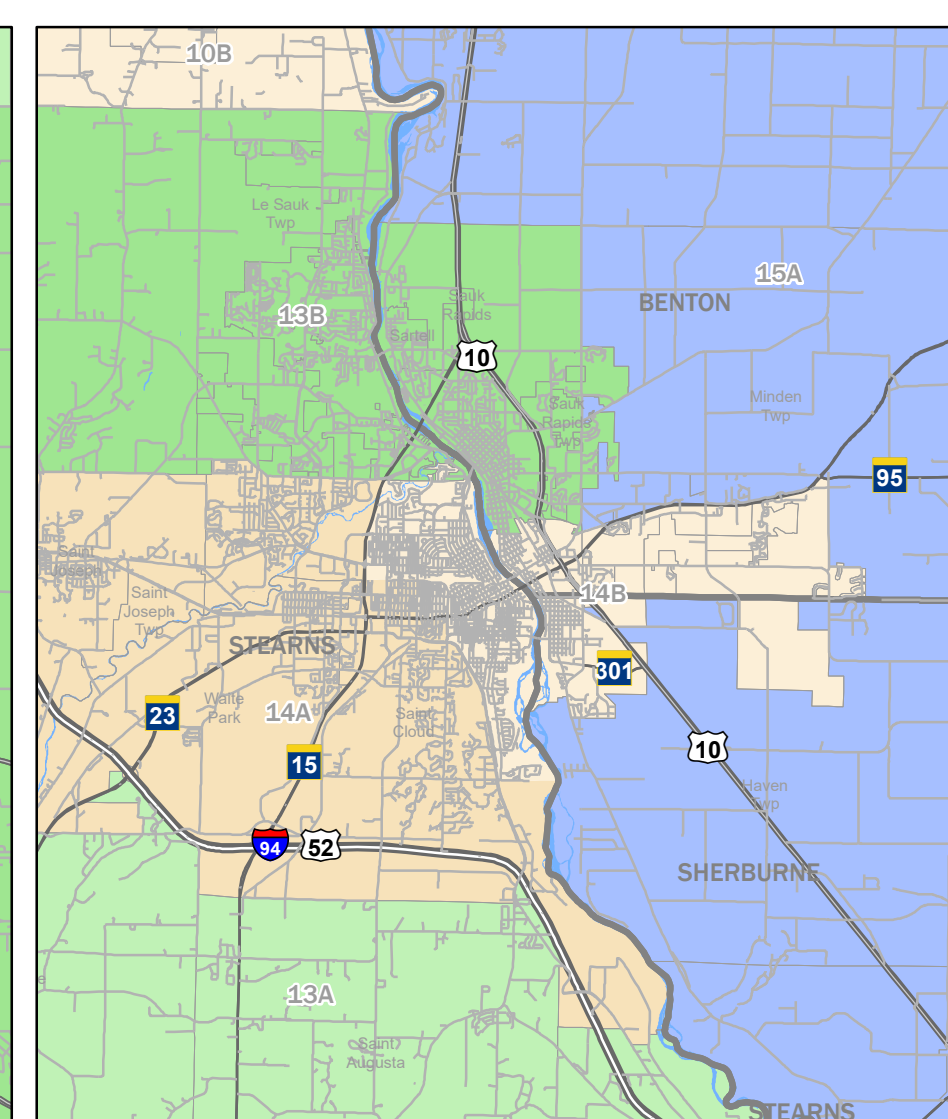 10B
Le Sauk
Twp
15A
BENTON
13B
Sauk
Rapids
Sartell
10
Minden
Twp
Sauk
Rapids
Twp
95
Saint
Joseph
Saint
Joseph
Twp
14B
STEARNS
301
Waite
Park
23
14A
Saint
Cloud
10
15
Haven
Twp
94
52
SHERBURNE
13A
Saint
Augusta
STEARNS